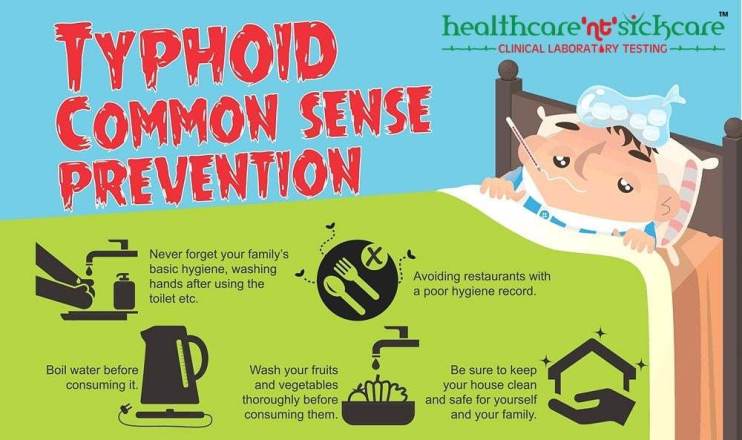 healthcare'nt'sickcare™
CLINICAL LABORATORY TESTING
TYPHOID
COMMON SENSE
PREVENTION
Never forget your family's
basic hygiene, washing
hands after using the
toilet etc.
Avoiding restaurants with
a poor hygiene record.
Boil water before
consuming it.
Wash your fruits
and vegetables
thoroughly before
consuming them.
Be sure to keep
your house clean
and safe for yourself
and your family.